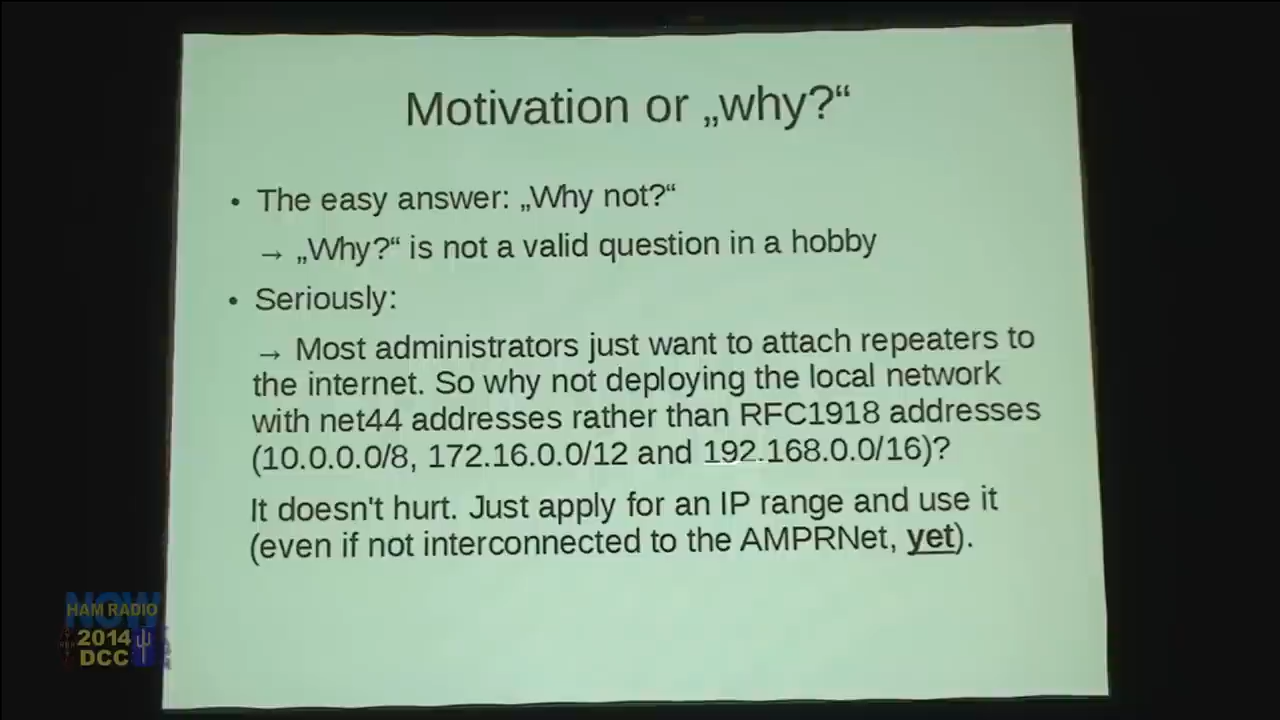 Motivation or „why?“
• The easy answer: „Why not?“
→ „Why?“ is not a valid question in a hobby
• Seriously:
→ Most administrators just want to attach repeaters to
the internet. So why not deploying the local network
with net44 addresses rather than RFC1918 addresses
(10.0.0.0/8, 172.16.0.0/12 and 192.168.0.0/16)?
It doesn't hurt. Just apply for an IP range and use it
(even if not interconnected to the AMPRNet, yet).
NOW
HAM RADIO
2014
DCC